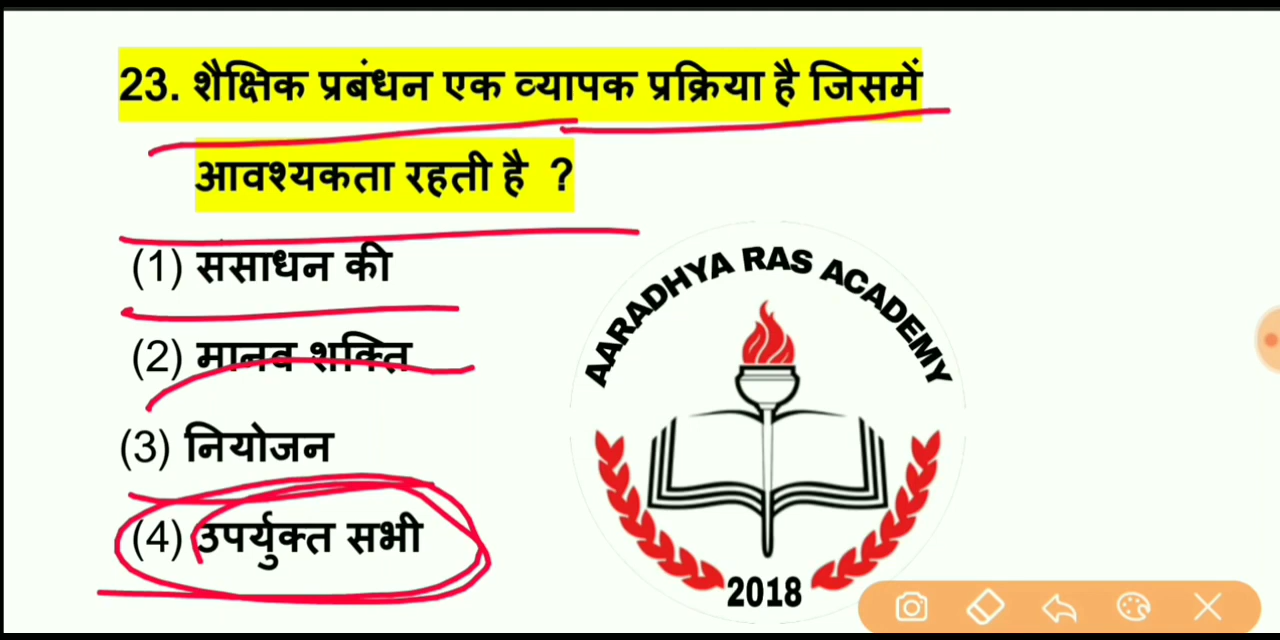 23. शैक्षिक प्रबंधन एक व्यापक प्रक्रिया है जिसमें
आवश्यकता रहती है ?
(1) ससाधन की
(2) मानव शक्ति
(3) नियोजन
(4) उपर्युक्त सभी
AARADHYA RAS ACADEMY
2018